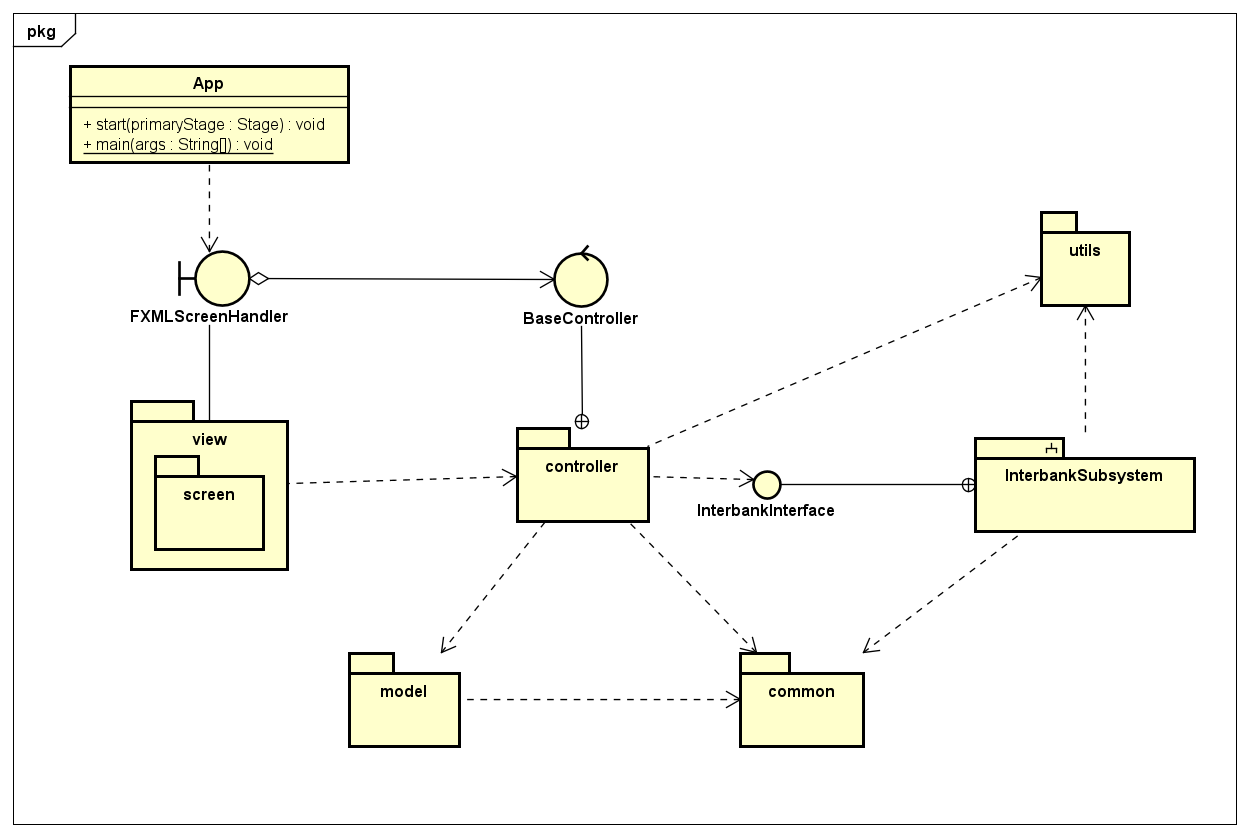 pkg
App
+ start(primaryStage : Stage) : void
+ main(args : String[]) : void
FXMLScreenHandler
BaseController
utils
view
screen
controller
InterbankInterface
InterbankSubsystem
model
common